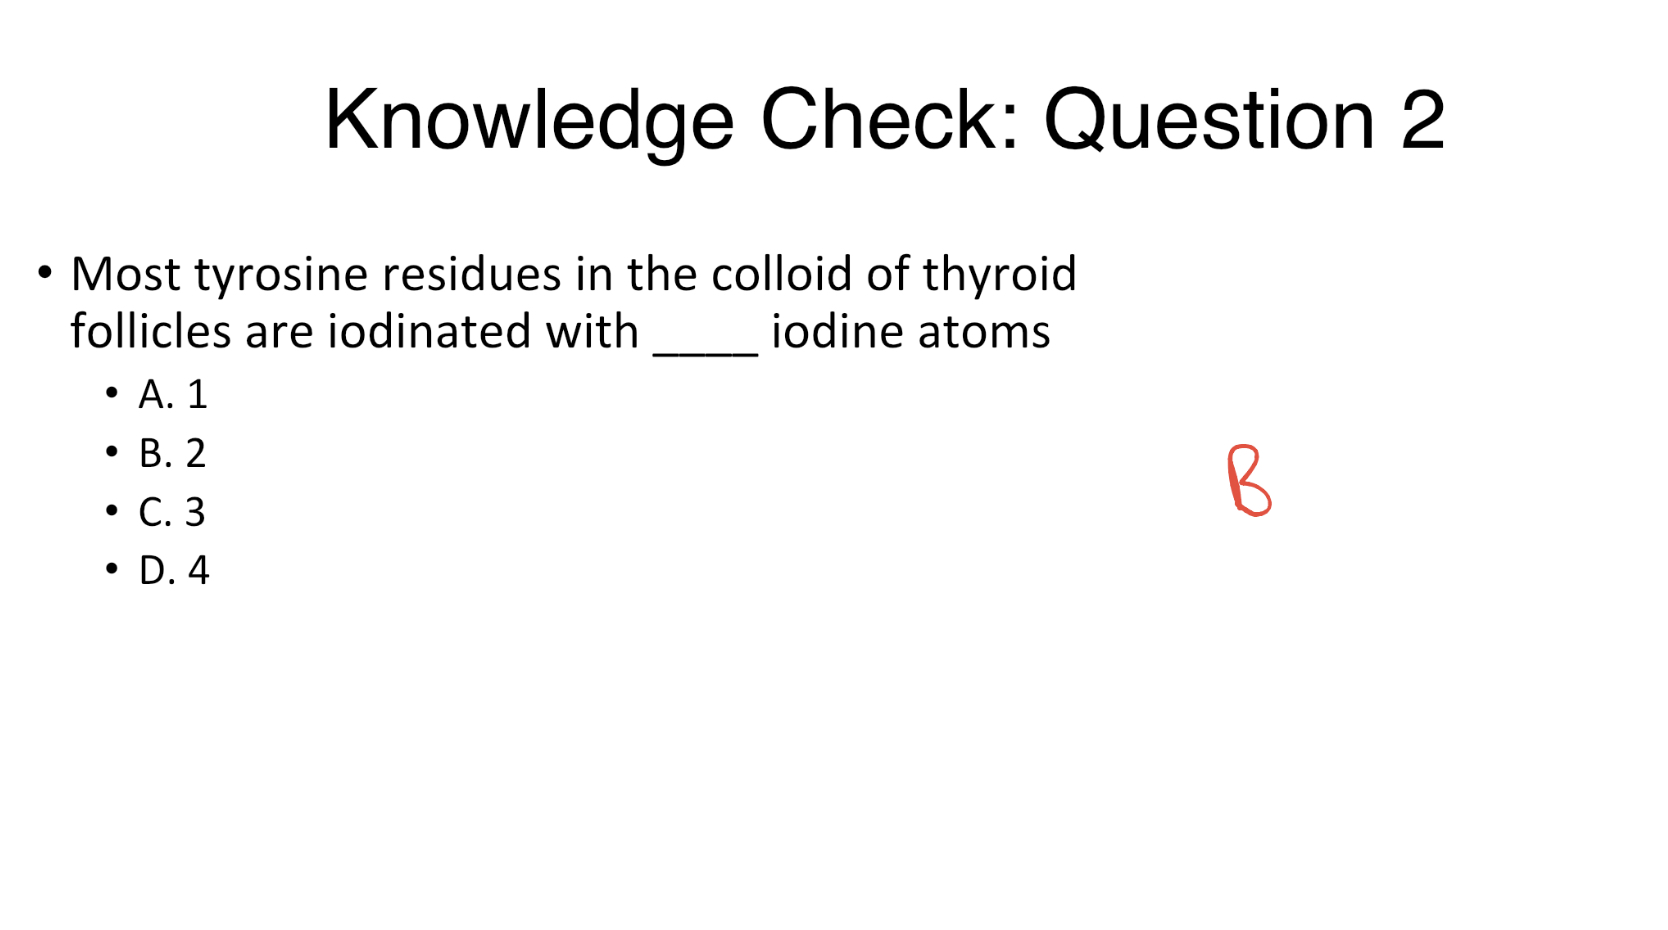 Knowledge Check: Question 2
• Most tyrosine residues in the colloid of thyroid
follicles are iodinated with ____ iodine atoms
• A. 1
• B. 2
• C. 3
• D. 4
B